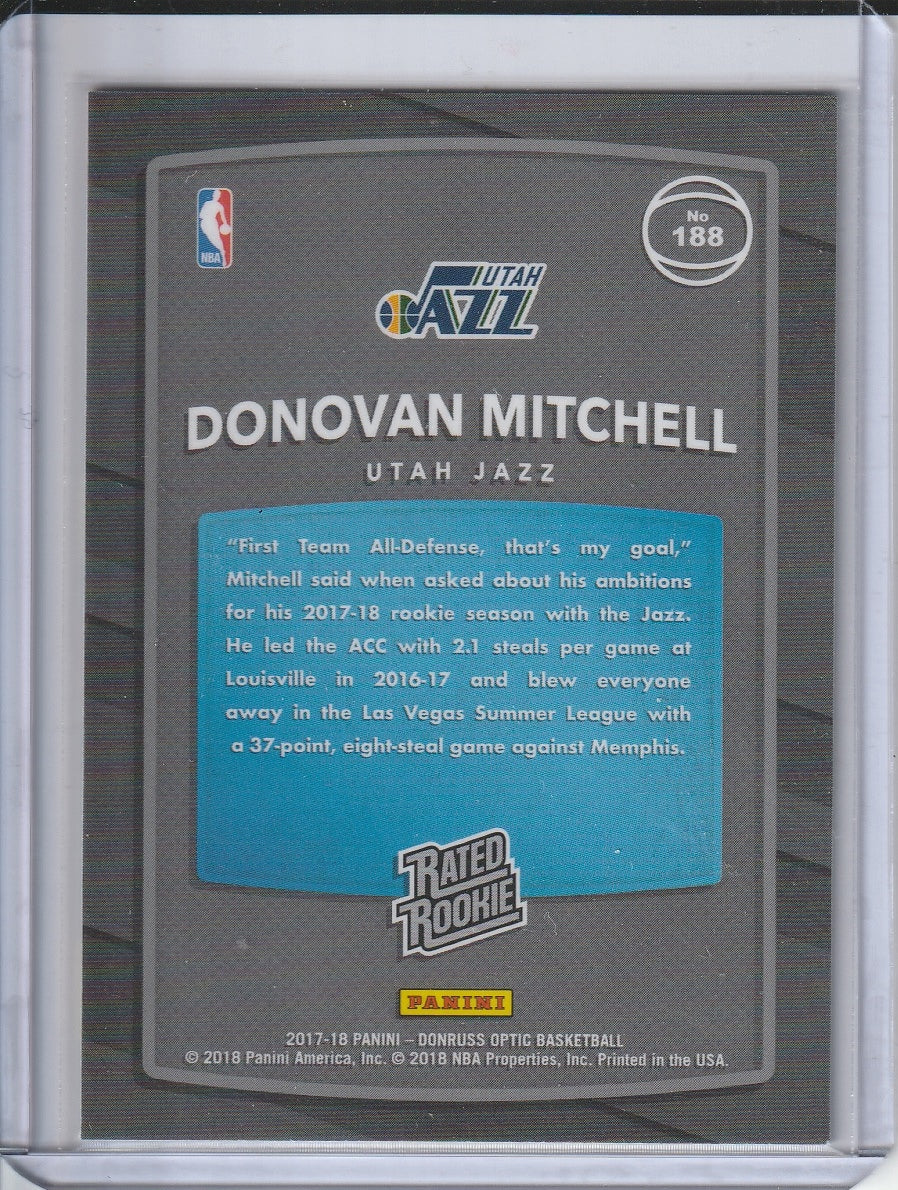 No
188
NBA
UTAH
JAZZ
DONOVAN MITCHELL
UTAH JAZZ
“First Team All-Defense, that’s my goal,”
Mitchell said when asked about his ambitions
for his 2017-18 rookie season with the Jazz.
He led the ACC with 2.1 steals per game at
Louisville in 2016-17 and blew everyone
away in the Las Vegas Summer League with
a 37-point, eight-steal game against Memphis.
RATED
ROOKIE
PANINI
2017-18 PANINI – DONRUSS OPTIC BASKETBALL
© 2018 Panini America, Inc. © 2018 NBA Properties, Inc. Printed in the USA.